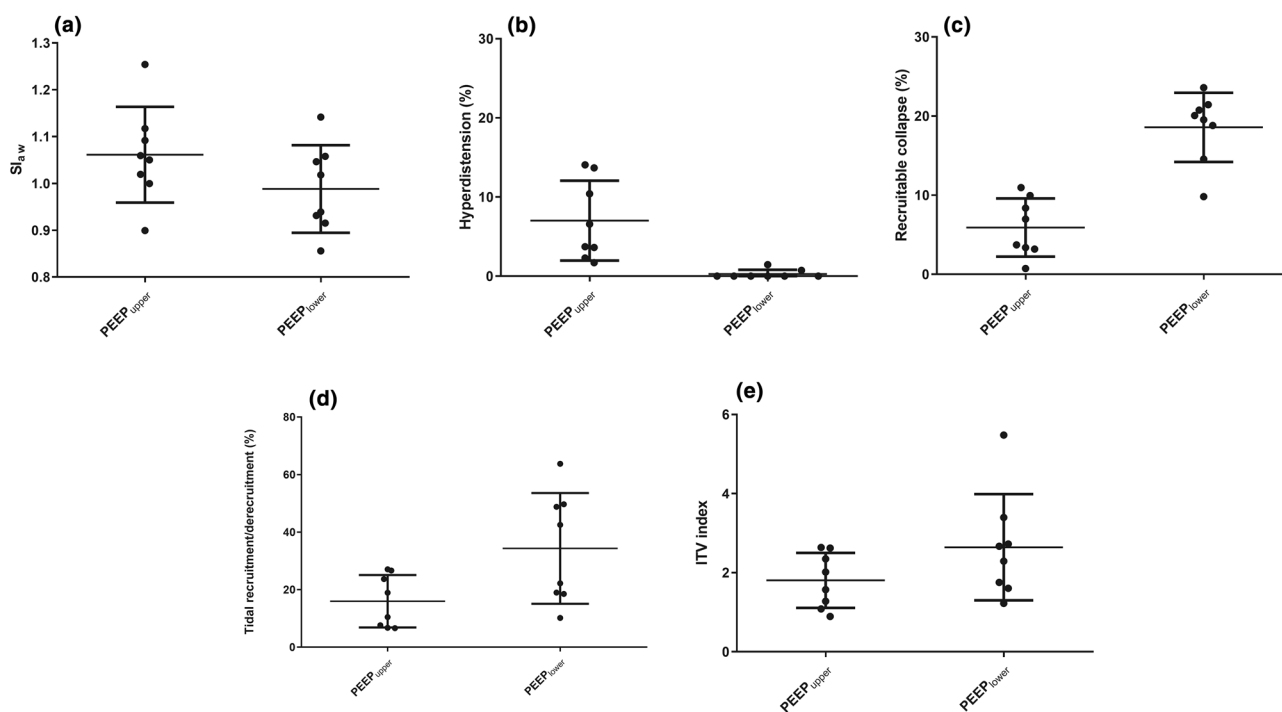 (a)
1.3
1.2
1.1
1.0
0.9
0.8
SIaw
PEEPupper
PEEPlower
(b)
30
20
10
0
Hyperdistension (%)
PEEPupper
PEEPlower
(c)
30
20
10
0
Recruitable collapse (%)
PEEPupper
PEEPlower
(d)
80
60
40
20
0
Tidal recruitment/derecruitment (%)
PEEPupper
PEEPlower
(e)
6
4
2
0
ITV index
PEEPupper
PEEPlower